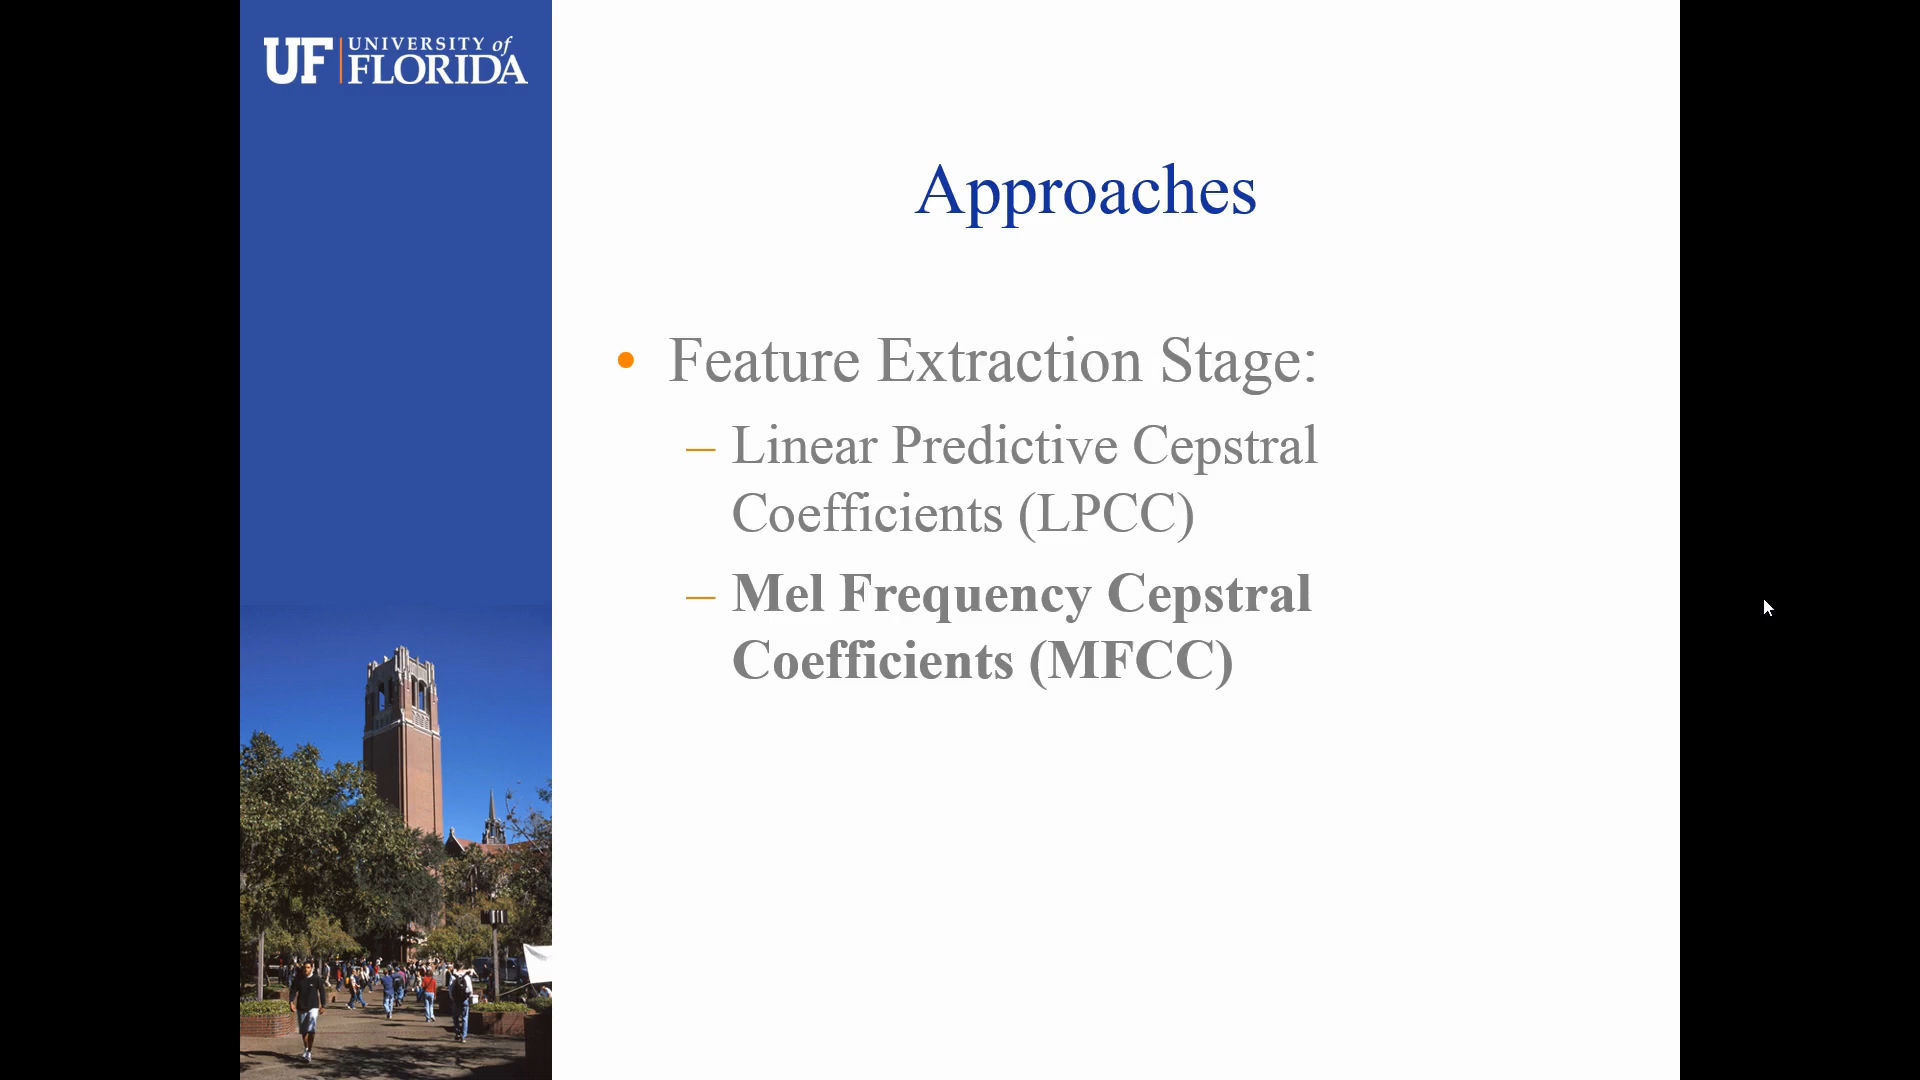 UF UNIVERSITY of
FLORIDA
Approaches
• Feature Extraction Stage:
– Linear Predictive Cepstral
Coefficients (LPCC)
– Mel Frequency Cepstral
Coefficients (MFCC)